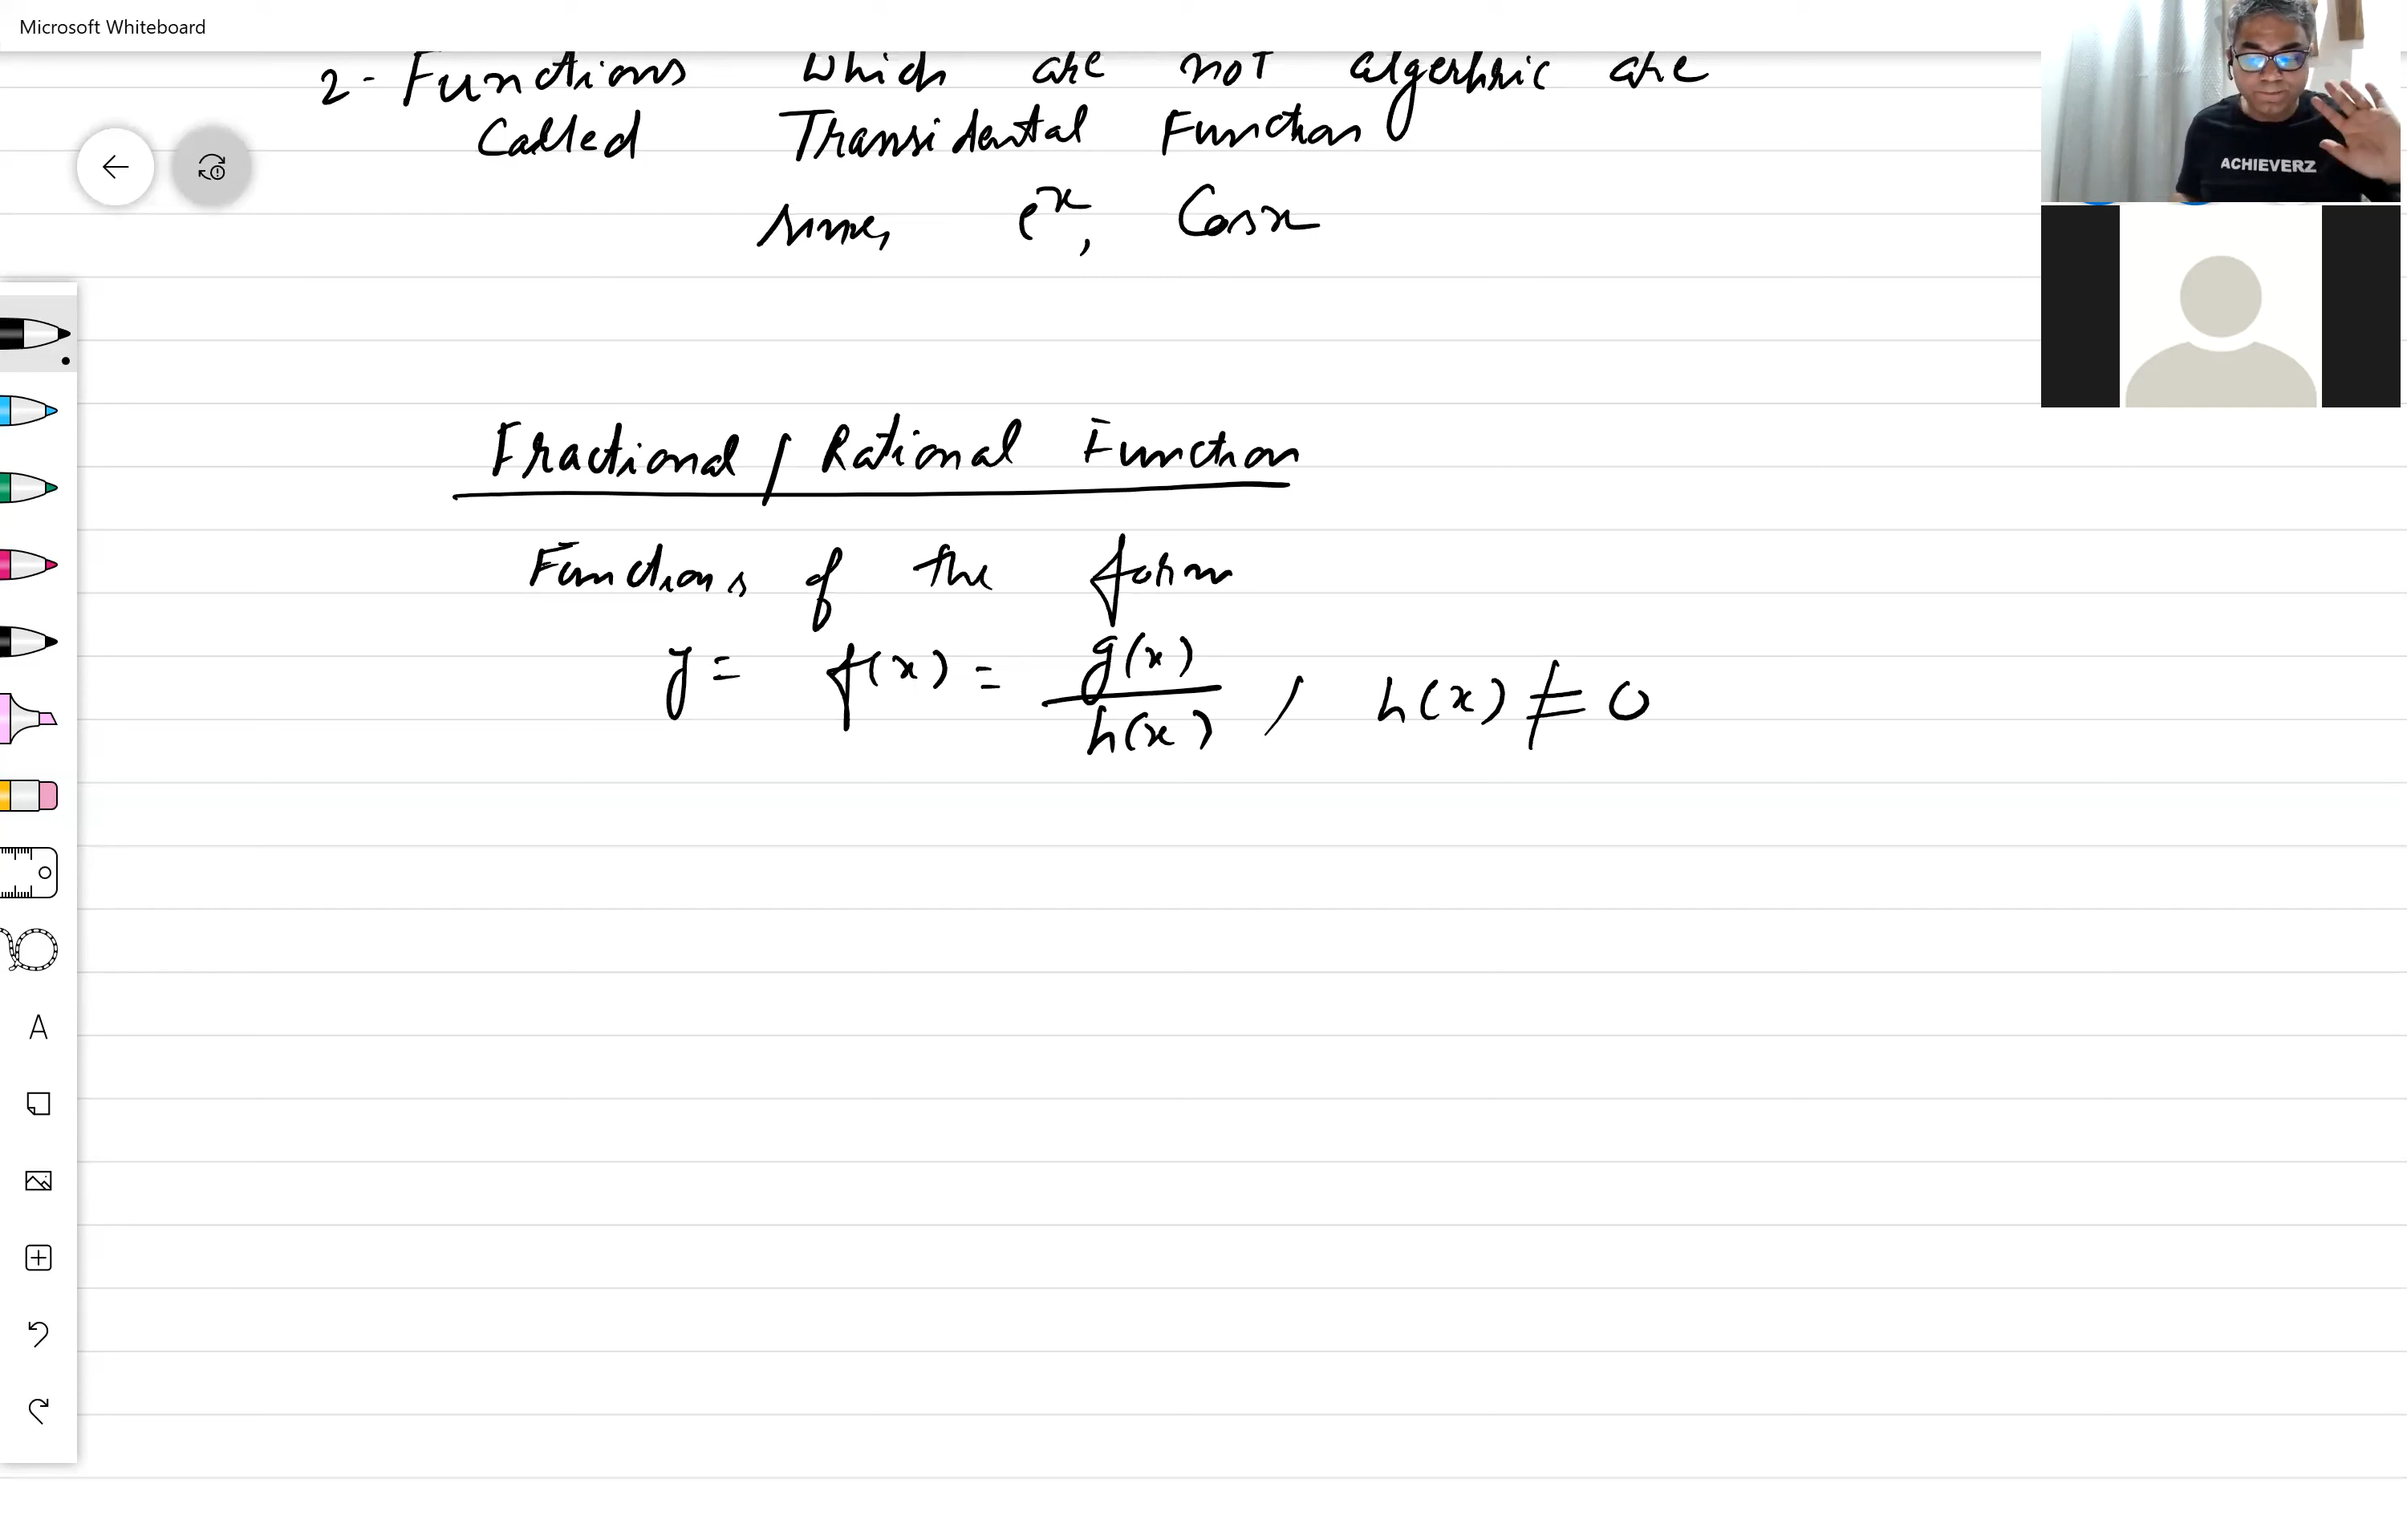 Microsoft Whiteboard
2- Functions which are not algerbric are
Called Transidental Function
sinx, e^x, Cosx
Fractional / Rational Function
Functions of the form
y = f(x) = g(x)/h(x) , h(x) ≠ 0
ACHIEVERZ
A